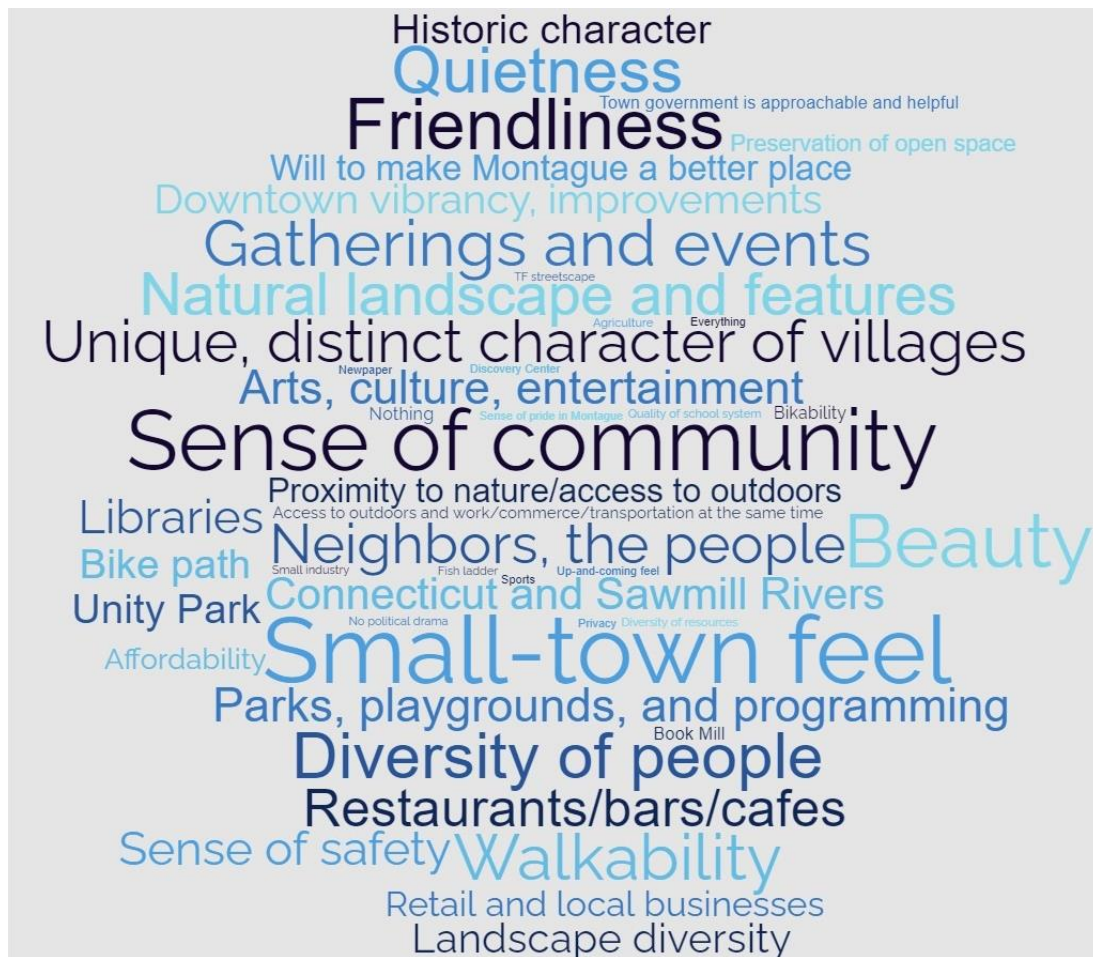 Historic character
Quietness
Town government is approachable and helpful
Friendliness
Preservation of open space
Will to make Montague a better place
Downtown vibrancy, improvements
Gatherings and events
TF streetscape
Natural landscape and features
Agriculture
Everything
Unique, distinct character of villages
Newpaper
Discovery Center
Arts, culture, entertainment
Nothing
Sense of pride in Montague
Quality of school system
Bikability
Sense of community
Proximity to nature/access to outdoors
Libraries
Access to outdoors and work/commerce/transportation at the same time
Neighbors, the people
Beauty
Bike path
Small industry
Fish ladder
Sports
Up-and-coming feel
Connecticut and Sawmill Rivers
Unity Park
No political drama
Privacy
Diversity of resources
Small-town feel
Affordability
Parks, playgrounds, and programming
Book Mill
Diversity of people
Restaurants/bars/cafes
Sense of safety
Walkability
Retail and local businesses
Landscape diversity